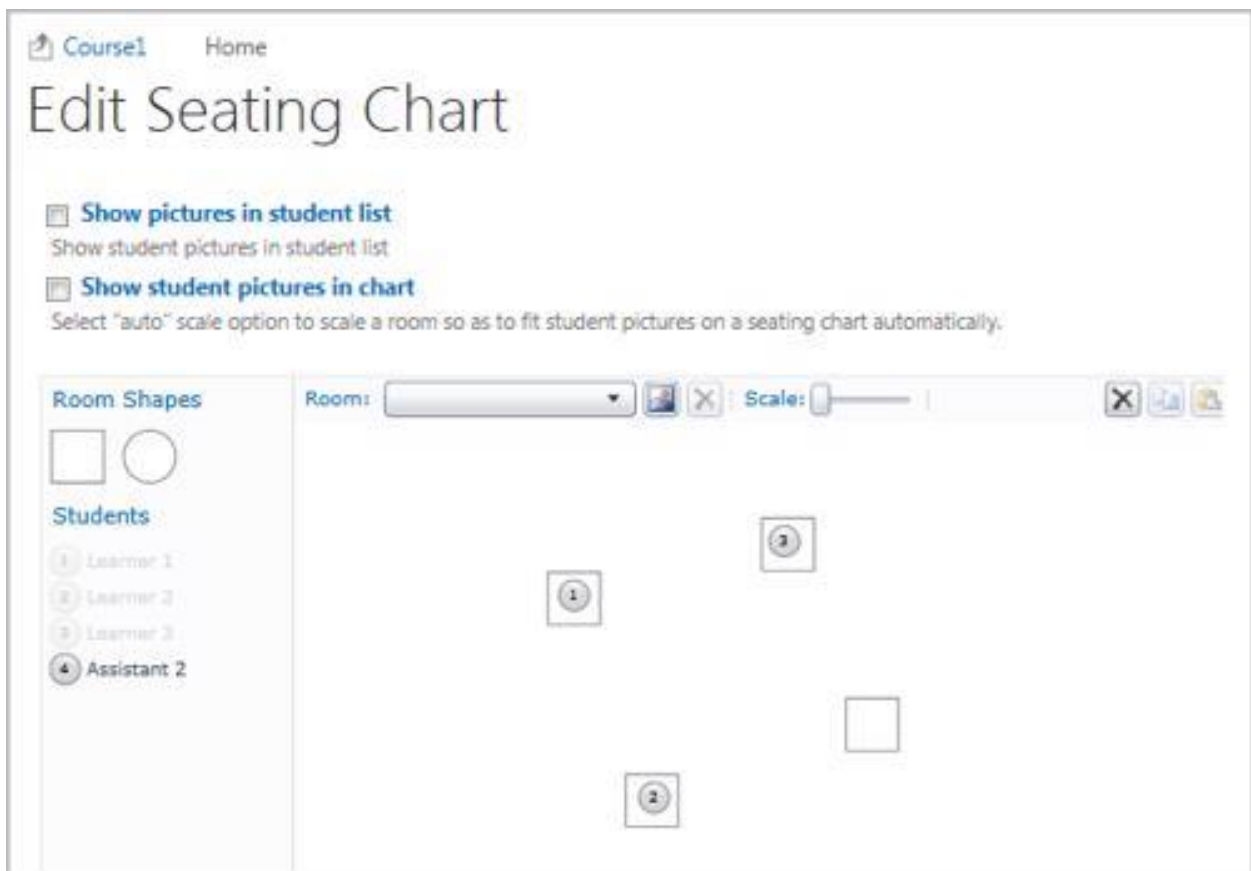 Course1 Home
Edit Seating Chart
Show pictures in student list
Show student pictures in student list
Show student pictures in chart
Select "auto" scale option to scale a room so as to fit student pictures on a seating chart automatically.
Room Shapes
Room:
Scale:
Students
1 Learner 1
2 Learner 2
3 Learner 3
4 Assistant 2
3
1
2